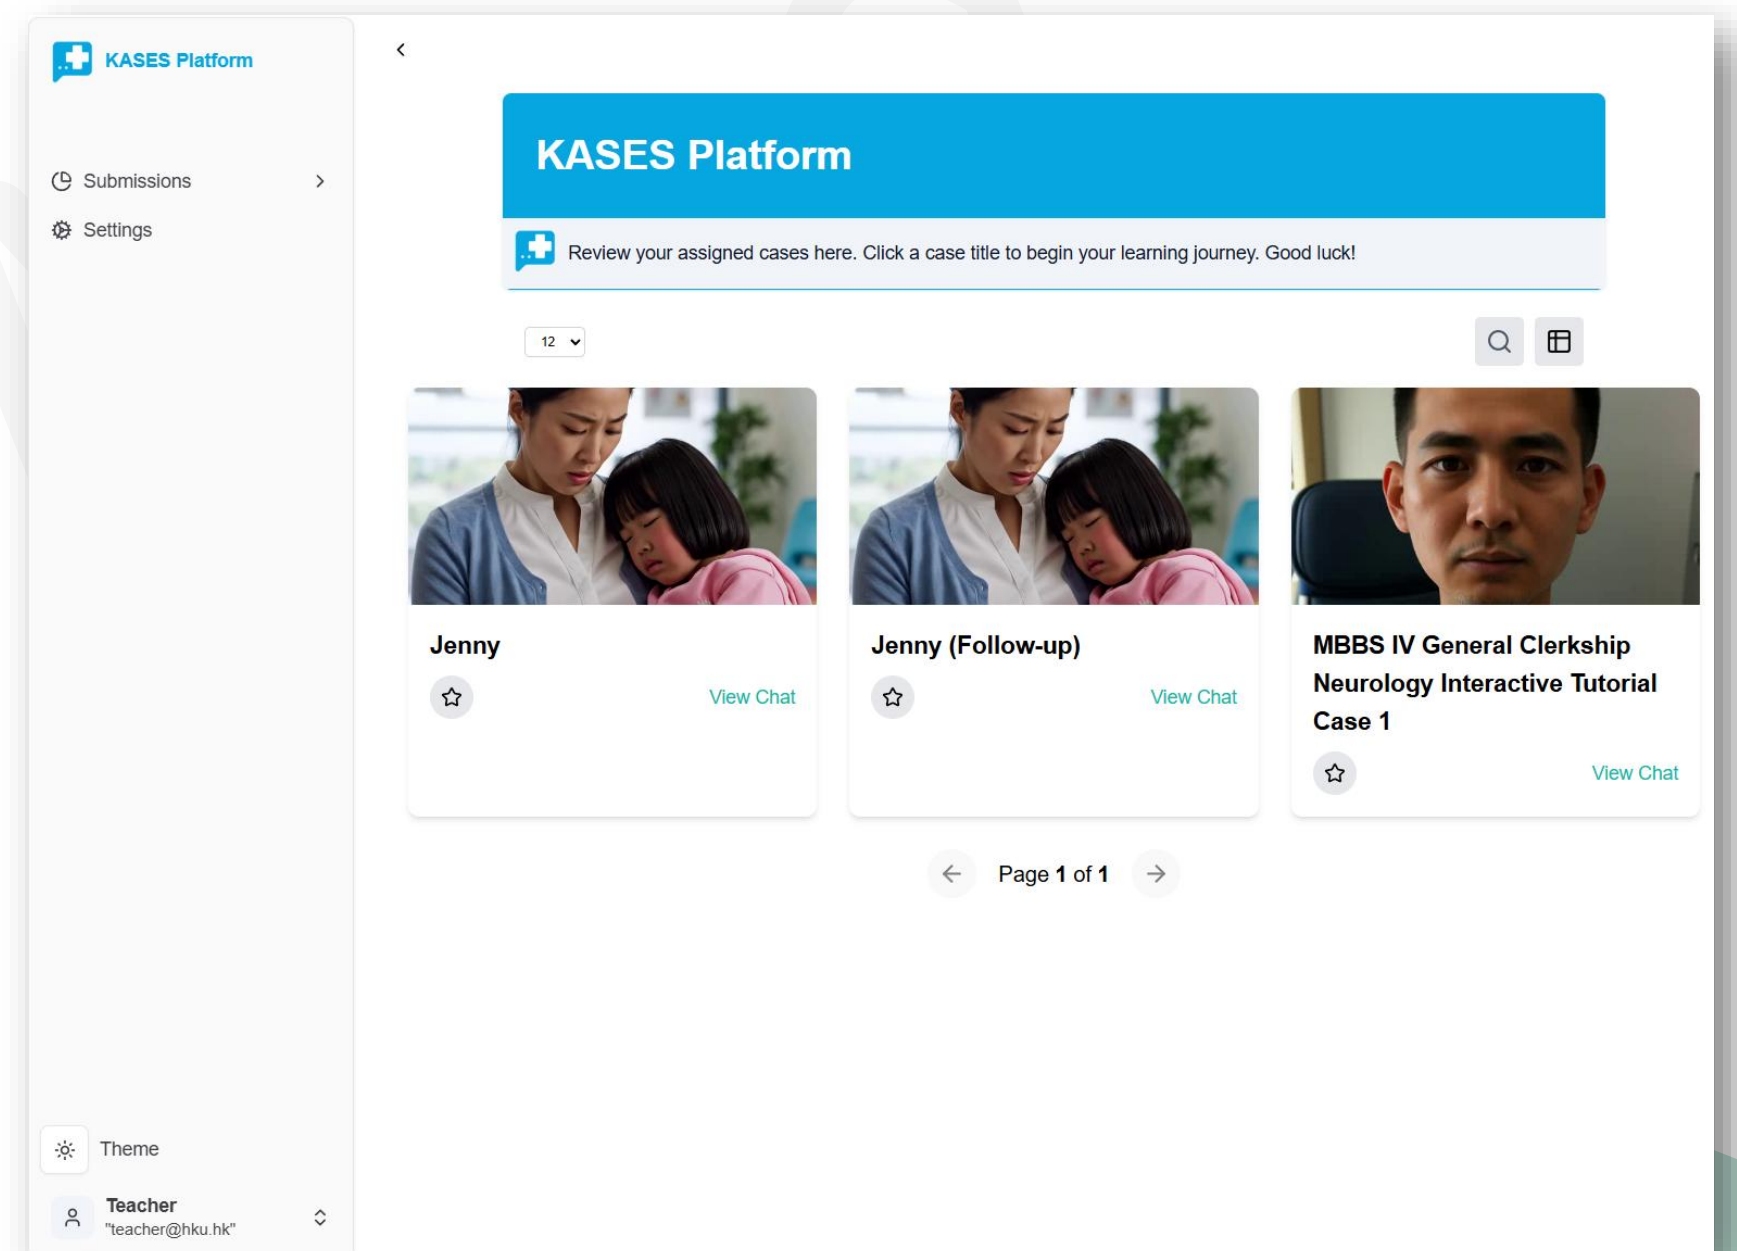 KASES Platform
Submissions
Settings
KASES Platform
Review your assigned cases here. Click a case title to begin your learning journey. Good luck!
12
Jenny
View Chat
Jenny (Follow-up)
View Chat
MBBS IV General Clerkship
Neurology Interactive Tutorial
Case 1
View Chat
Page 1 of 1
Theme
Teacher
"teacher@hku.hk"